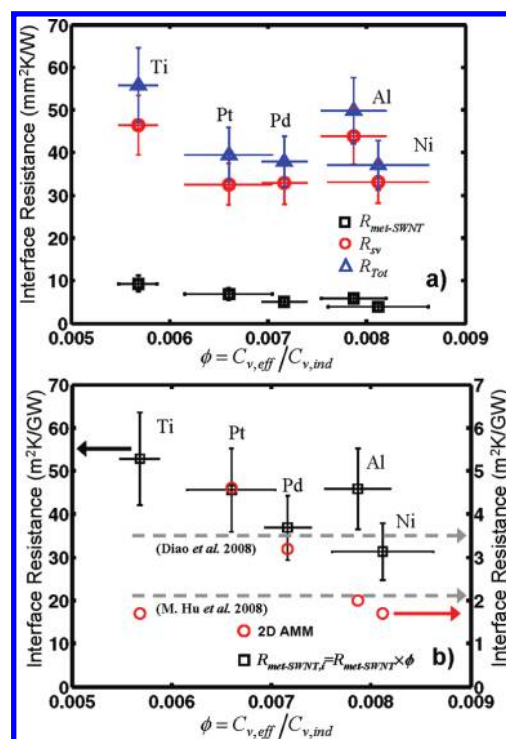 70
60
50
40
30
20
10
0
Interface Resistance (mm²K/W)
Ti
Pt
Pd
Al
Ni
R_met-SWNT
R_sv
R_Tot
a)
0.005 0.006 0.007 0.008 0.009
ϕ = C_v,eff / C_v,ind
70
60
50
40
30
20
10
0
Interface Resistance (m²K/GW)
Ti
Pt
Pd
Al
Ni
(Diao et al. 2008)
(M. Hu et al. 2008)
2D AMM
R_met-SWNT,i=R_met-SWNT×ϕ
b)
7
6
5
4
3
2
1
0
Interface Resistance (m²K/GW)
0.005 0.006 0.007 0.008 0.009
ϕ = C_v,eff / C_v,ind